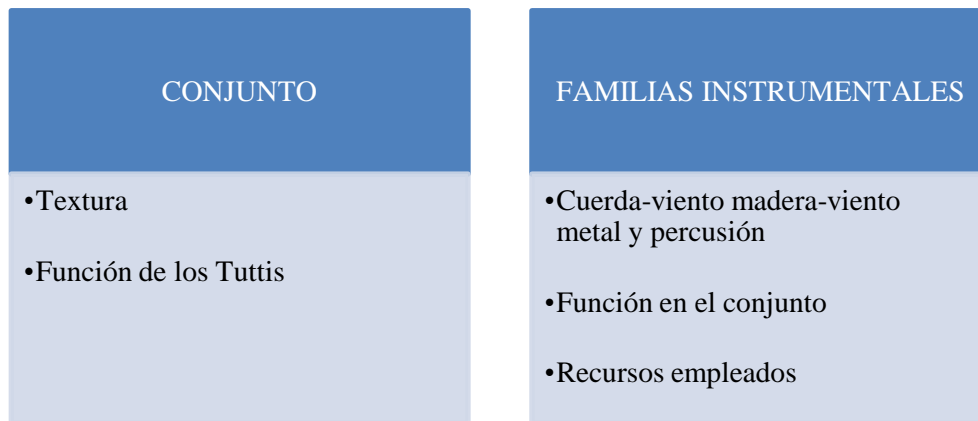 CONJUNTO
•Textura
•Función de los Tuttis
FAMILIAS INSTRUMENTALES
•Cuerda-viento madera-viento
metal y percusión
•Función en el conjunto
•Recursos empleados